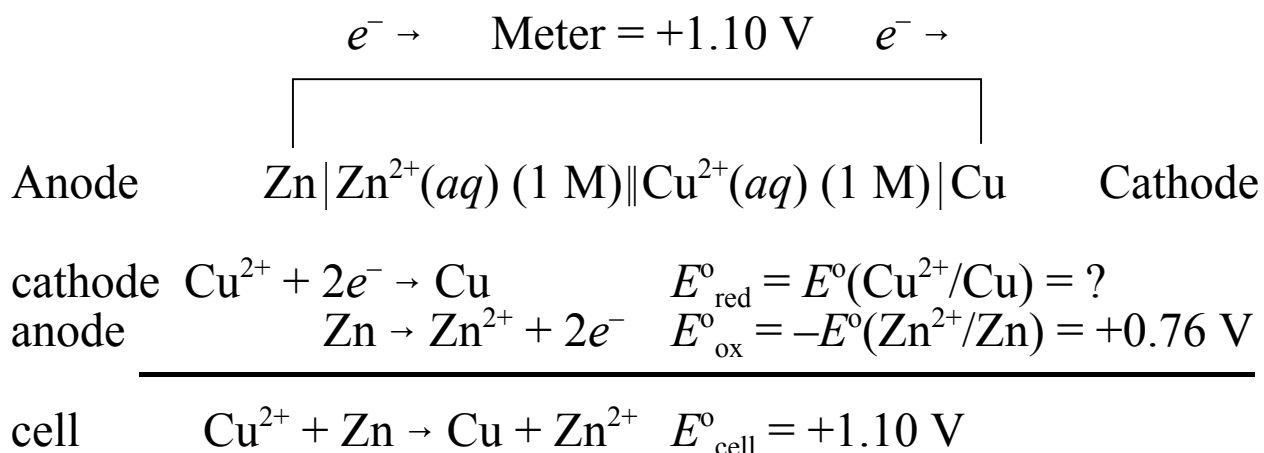 e⁻ → Meter = +1.10 V e⁻ →
Anode Zn|Zn²⁺(aq) (1 M)||Cu²⁺(aq) (1 M)|Cu Cathode
cathode Cu²⁺ + 2e⁻ → Cu E°red = E°(Cu²⁺/Cu) = ?
anode Zn → Zn²⁺ + 2e⁻ E°ox = –E°(Zn²⁺/Zn) = +0.76 V
cell Cu²⁺ + Zn → Cu + Zn²⁺ E°cell = +1.10 V